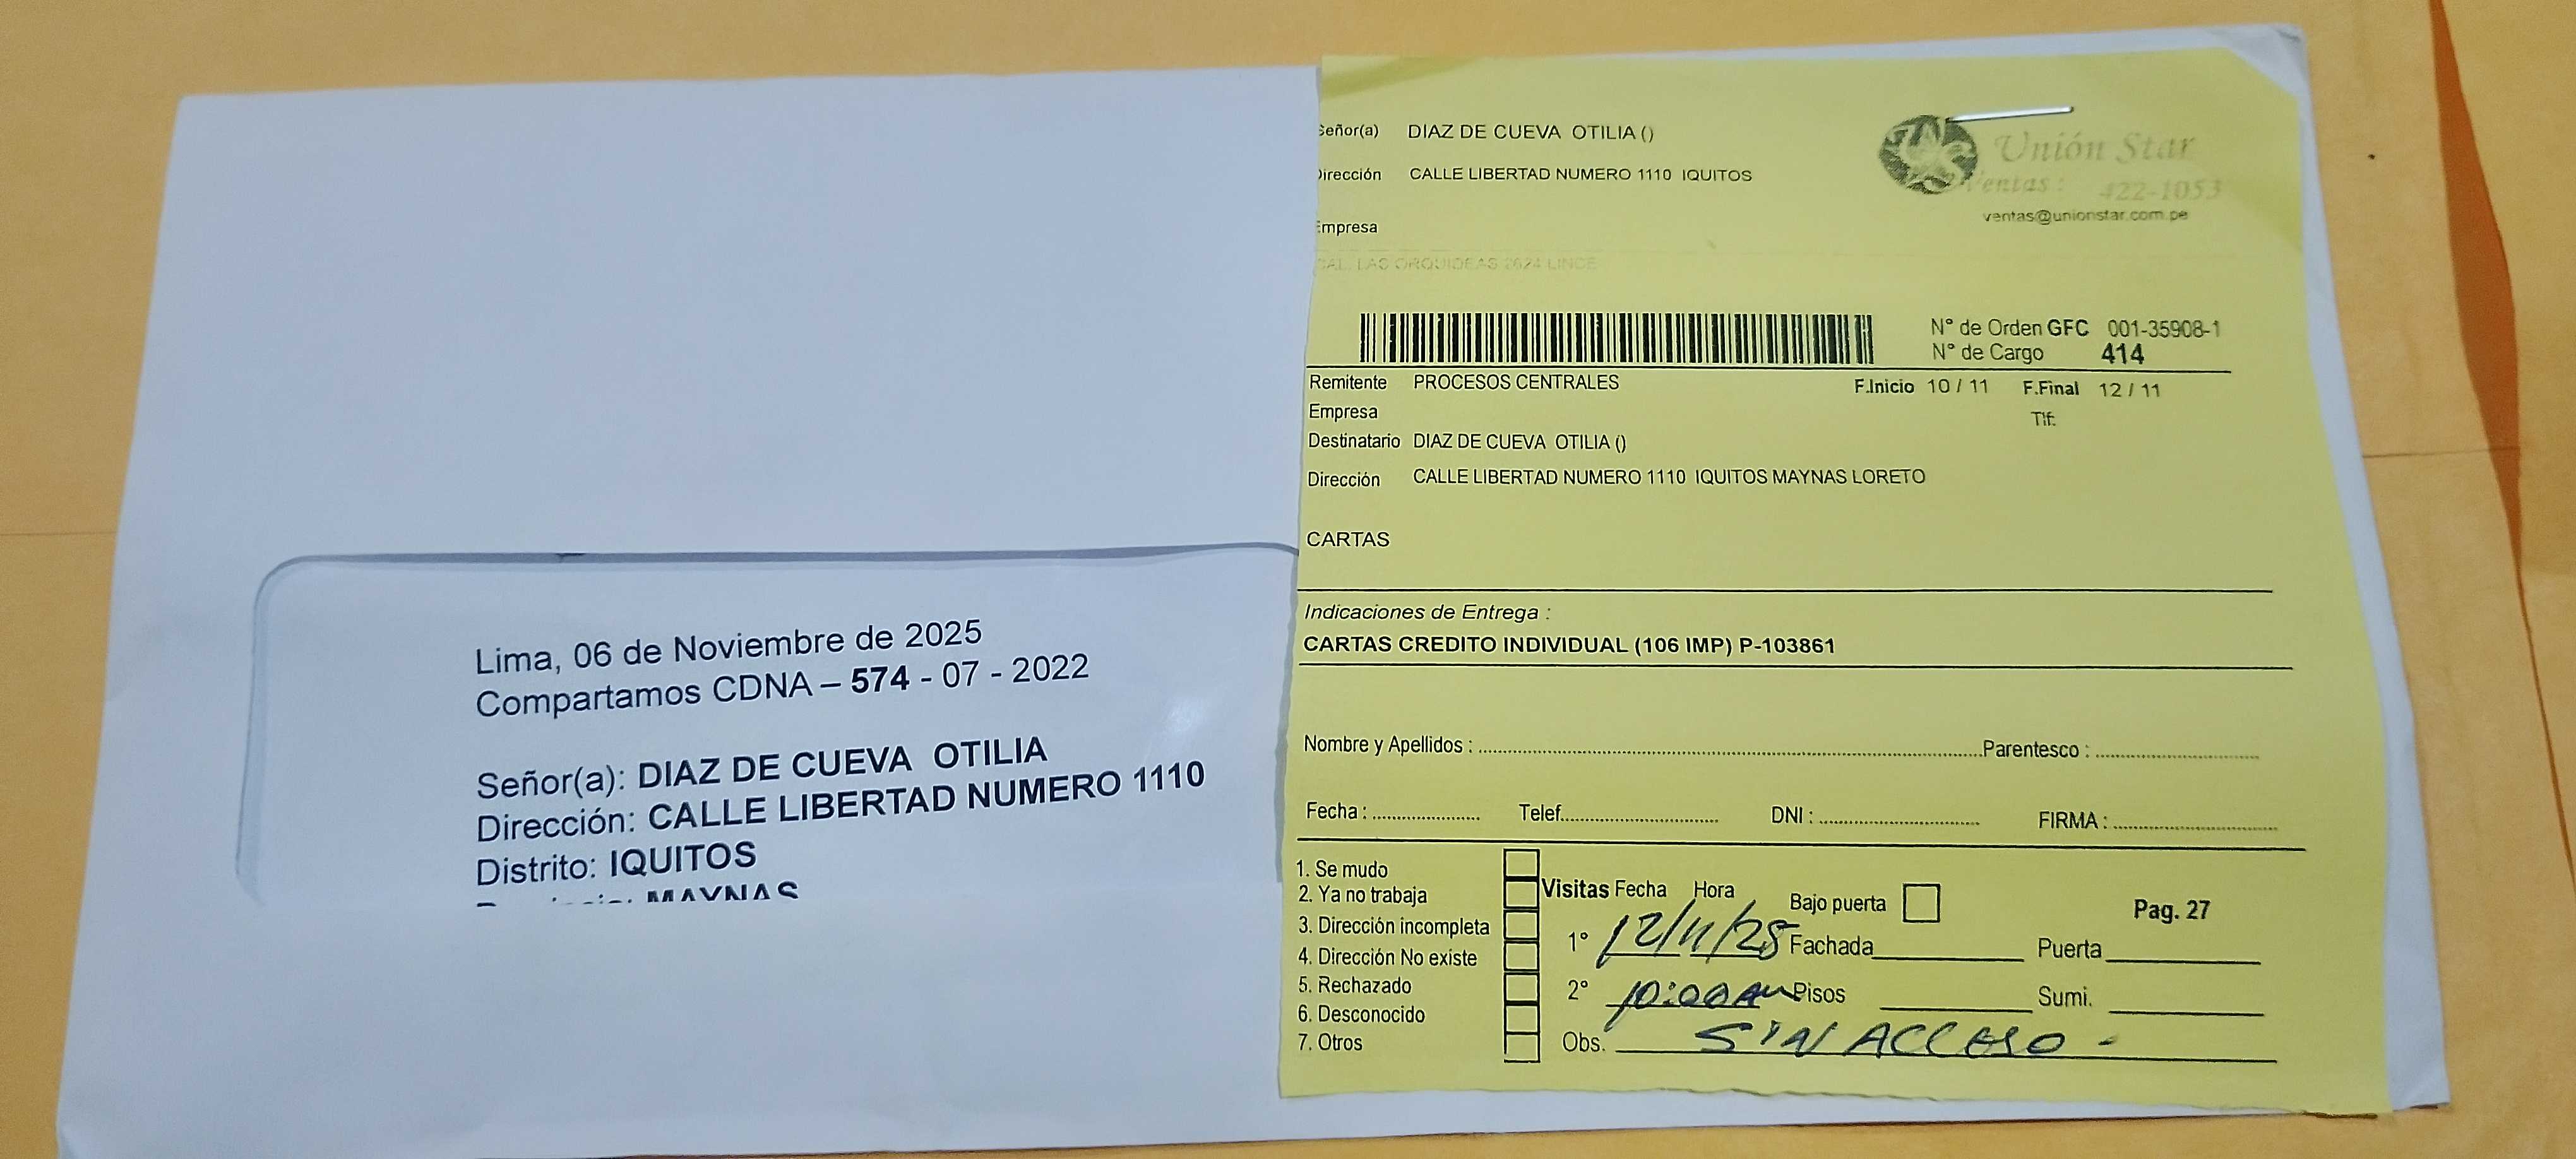 Lima, 06 de Noviembre de 2025
Compartamos CDNA – 574 - 07 - 2022
Señor(a): DIAZ DE CUEVA OTILIA
Dirección: CALLE LIBERTAD NUMERO 1110
Distrito: IQUITOS
MAYNAS
Señor(a) DIAZ DE CUEVA OTILIA ()
Dirección CALLE LIBERTAD NUMERO 1110 IQUITOS
Empresa
Unión Star
Ventas : 422-1053
ventas@unionstar.com.pe
CAL. LAS ORQUIDEAS 2624 LINCE
N° de Orden GFC 001-35908-1
N° de Cargo 414
Remitente PROCESOS CENTRALES F.Inicio 10 / 11 F.Final 12 / 11
Empresa Tlf:
Destinatario DIAZ DE CUEVA OTILIA ()
Dirección CALLE LIBERTAD NUMERO 1110 IQUITOS MAYNAS LORETO
CARTAS
Indicaciones de Entrega :
CARTAS CREDITO INDIVIDUAL (106 IMP) P-103861
Nombre y Apellidos : Parentesco :
Fecha : Telef. DNI : FIRMA :
1. Se mudo
2. Ya no trabaja
3. Dirección incompleta
4. Dirección No existe
5. Rechazado
6. Desconocido
7. Otros
Visitas Fecha Hora Bajo puerta Pag. 27
1° 12/11/25 Fachada Puerta
2° 10:00 AM Pisos Sumi.
Obs. SIN ACCESO -